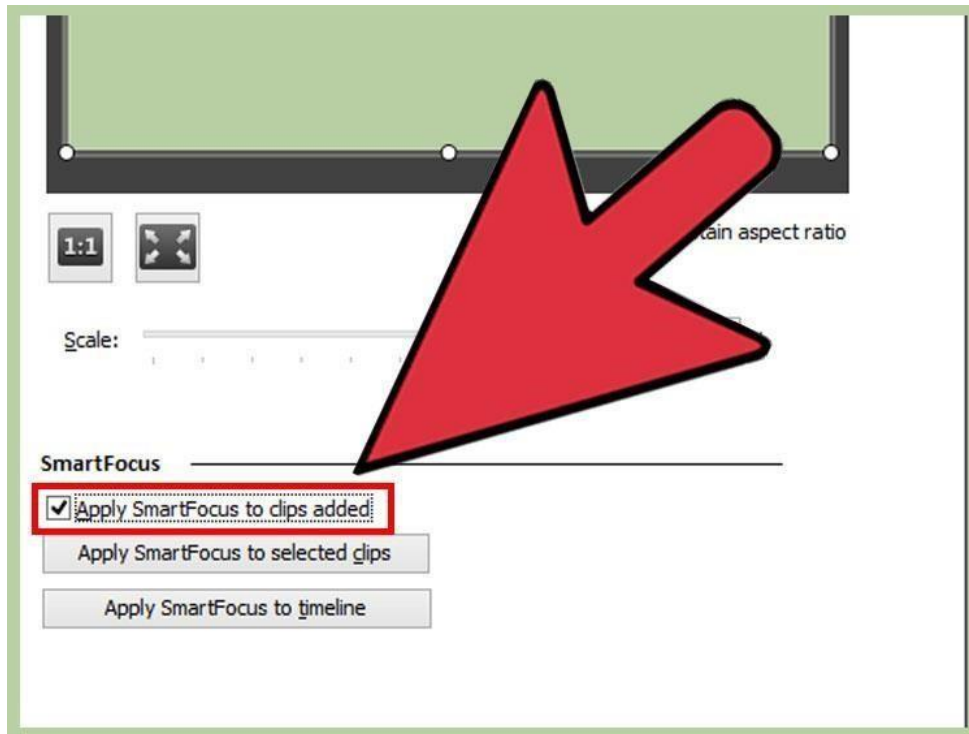 1:1
aspect ratio
Scale:
SmartFocus
Apply SmartFocus to clips added
Apply SmartFocus to selected clips
Apply SmartFocus to timeline